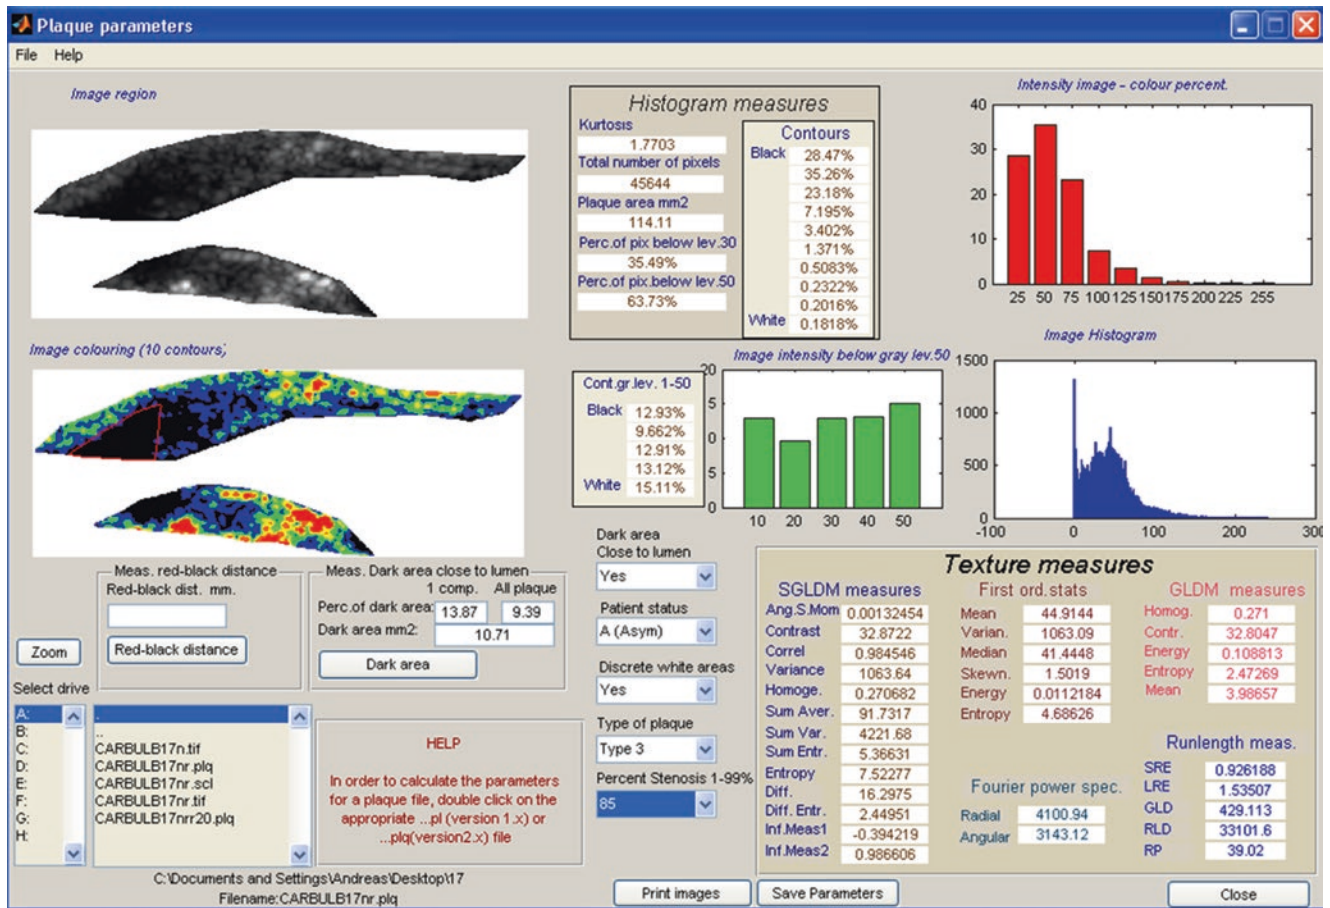 Plaque parameters
File Help
Image region
Histogram measures
Kurtosis
1.7703
Total number of pixels
45644
Plaque area mm2
114.11
Perc.of pix below lev.30
35.49%
Perc.of pix.below lev.50
63.73%
Contours
Black 28.47%
35.26%
23.18%
7.195%
3.402%
1.371%
0.5083%
0.2322%
0.2016%
White 0.1818%
Intensity image - colour percent.
40
30
20
10
0
25 50 75 100 125 150 175 200 225 255
Image colouring (10 contours)
Cont.gr.lev. 1-50
Black 12.93%
9.662%
12.91%
13.12%
White 15.11%
Image intensity below gray lev.50
20
5
0
5
0
10 20 30 40 50
Image Histogram
1500
1000
500
0
-100 0 100 200 300
Meas. red-black distance
Red-black dist. mm.
Red-black distance
Meas. Dark area close to lumen
1 comp. All plaque
Perc.of dark area: 13.87 9.39
Dark area mm2: 10.71
Dark area
Zoom
Select drive
A:
B:
C:
D:
E:
F:
G:
H:
.
..
CARBULB17n.tif
CARBULB17nr.plq
CARBULB17nr.scl
CARBULB17nr.tif
CARBULB17nrr20.plq
HELP
In order to calculate the parameters
for a plaque file, double click on the
appropriate ...pl (version 1.x) or
...plq(version2.x) file
Dark area
Close to lumen
Yes
Patient status
A (Asym)
Discrete white areas
Yes
Type of plaque
Type 3
Percent Stenosis 1-99%
85
Texture measures
SGLDM measures
Ang.S.Mom 0.00132454
Contrast 32.8722
Correl 0.984546
Variance 1063.64
Homoge. 0.270682
Sum Aver. 91.7317
Sum Var. 4221.68
Sum Entr. 5.36631
Entropy 7.52277
Diff. 16.2975
Diff. Entr. 2.44951
Inf.Meas1 -0.394219
Inf.Meas2 0.986606
First ord.stats
Mean 44.9144
Varian. 1063.09
Median 41.4448
Skewn. 1.5019
Energy 0.0112184
Entropy 4.68626
Fourier power spec.
Radial 4100.94
Angular 3143.12
GLDM measures
Homog. 0.271
Contr. 32.8047
Energy 0.108813
Entropy 2.47269
Mean 3.98657
Runlength meas.
SRE 0.926188
LRE 1.53507
GLD 429.113
RLD 33101.6
RP 39.02
C:\Documents and Settings\Andreas\Desktop\17
Filename:CARBULB17nr.plq
Print images
Save Parameters
Close